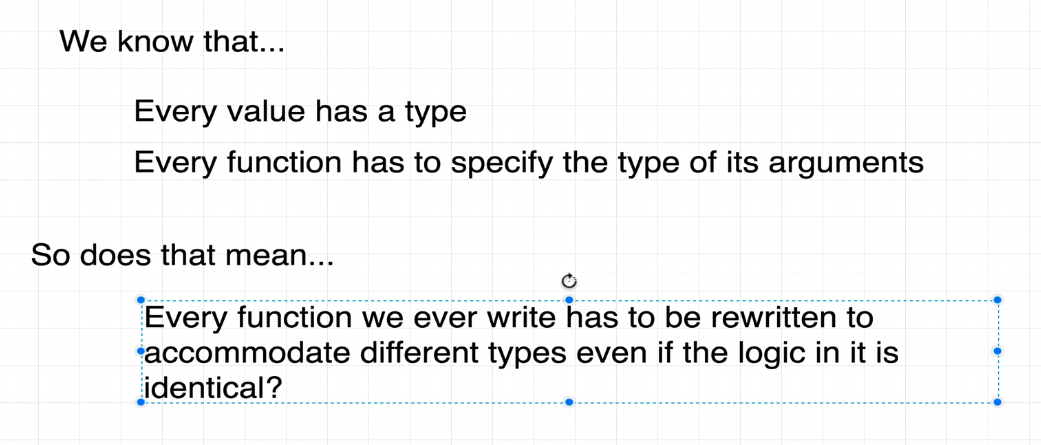 We know that...
Every value has a type
Every function has to specify the type of its arguments
So does that mean...
Every function we ever write has to be rewritten to
accommodate different types even if the logic in it is
identical?